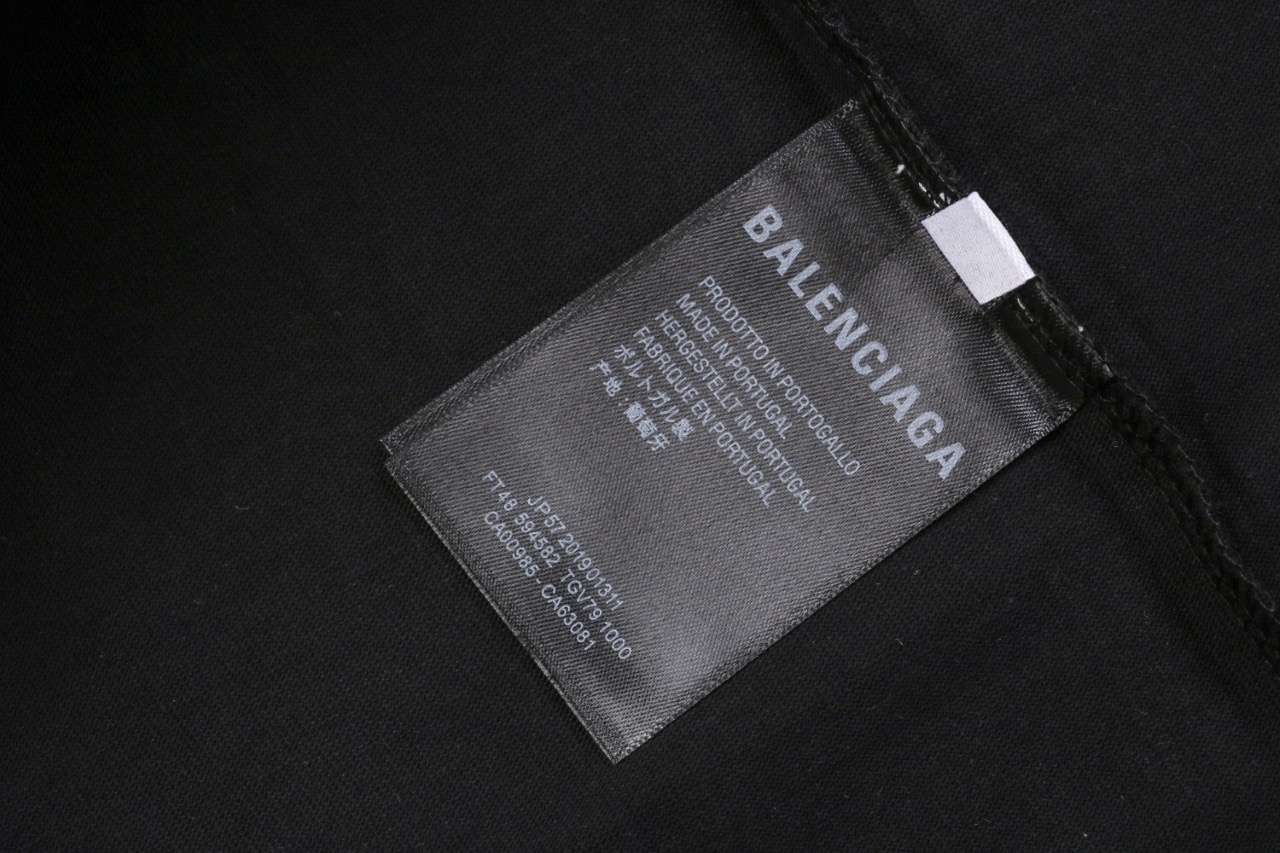 BALENCIAGA
PRODOTTO IN PORTOGALLO
MADE IN PORTUGAL
HERGESTELLT IN PORTUGAL
FABRIQUE EN PORTUGAL
ポルトガル製
产地：葡萄牙
JP57 201901311
FT48 594582 TGV79 1000
CA00985 - CA63081